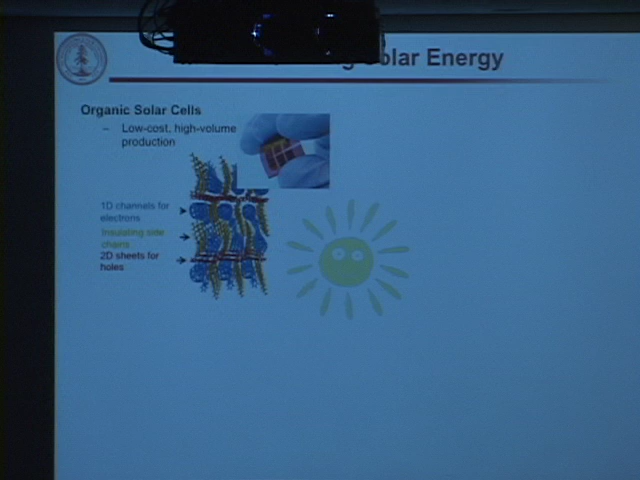 Solar Energy
Organic Solar Cells
– Low-cost, high-volume
production
1D channels for
electrons
Insulating side
chains
2D sheets for
holes